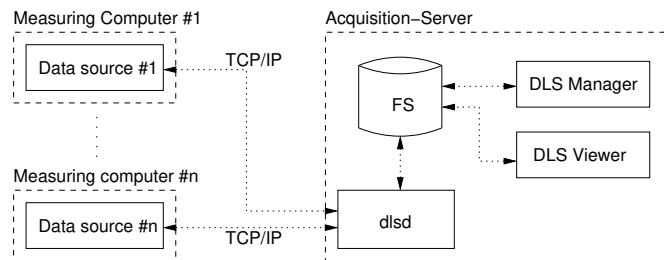 Measuring Computer #1
Data source #1
TCP/IP
Measuring computer #n
Data source #n
TCP/IP
Acquisition−Server
FS
DLS Manager
DLS Viewer
dlsd